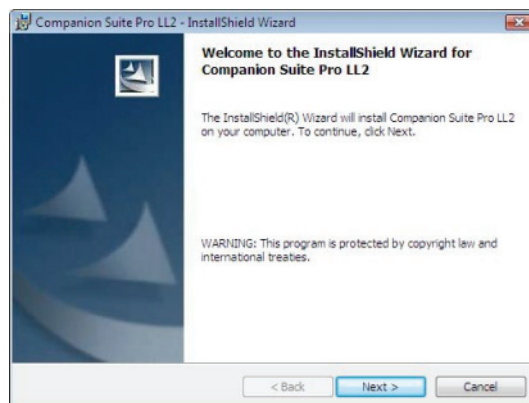 Companion Suite Pro LL2 - InstallShield Wizard
Welcome to the InstallShield Wizard for
Companion Suite Pro LL2
The InstallShield(R) Wizard will install Companion Suite Pro LL2
on your computer. To continue, click Next.
WARNING: This program is protected by copyright law and
international treaties.
< Back
Next >
Cancel